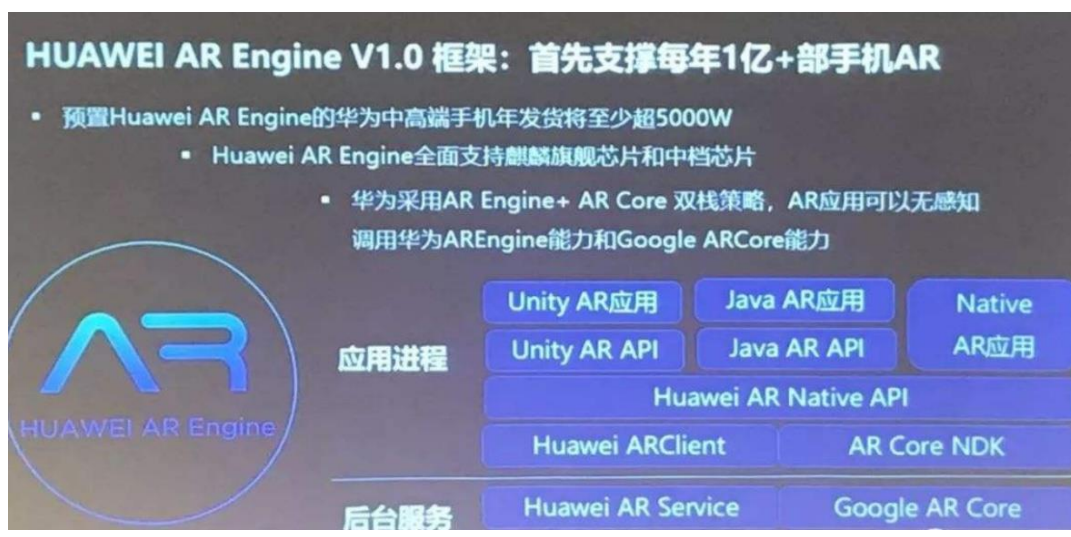 HUAWEI AR Engine V1.0 框架：首先支撑每年1亿+部手机AR
▪ 预置Huawei AR Engine的华为中高端手机年发货将至少超5000W
▪ Huawei AR Engine全面支持麒麟旗舰芯片和中档芯片
▪ 华为采用AR Engine+ AR Core 双栈策略，AR应用可以无感知
调用华为AREngine能力和Google ARCore能力
AR
HUAWEI AR Engine
应用进程
Unity AR应用
Java AR应用
Native
AR应用
Unity AR API
Java AR API
Huawei AR Native API
Huawei ARClient
AR Core NDK
后台服务
Huawei AR Service
Google AR Core